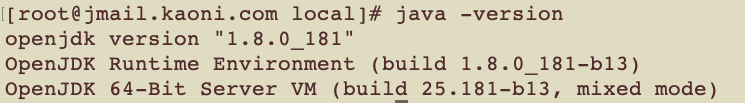 [[root@jmail.kaoni.com local]# java -version
openjdk version "1.8.0_181"
OpenJDK Runtime Environment (build 1.8.0_181-b13)
OpenJDK 64-Bit Server VM (build 25.181-b13, mixed mode)